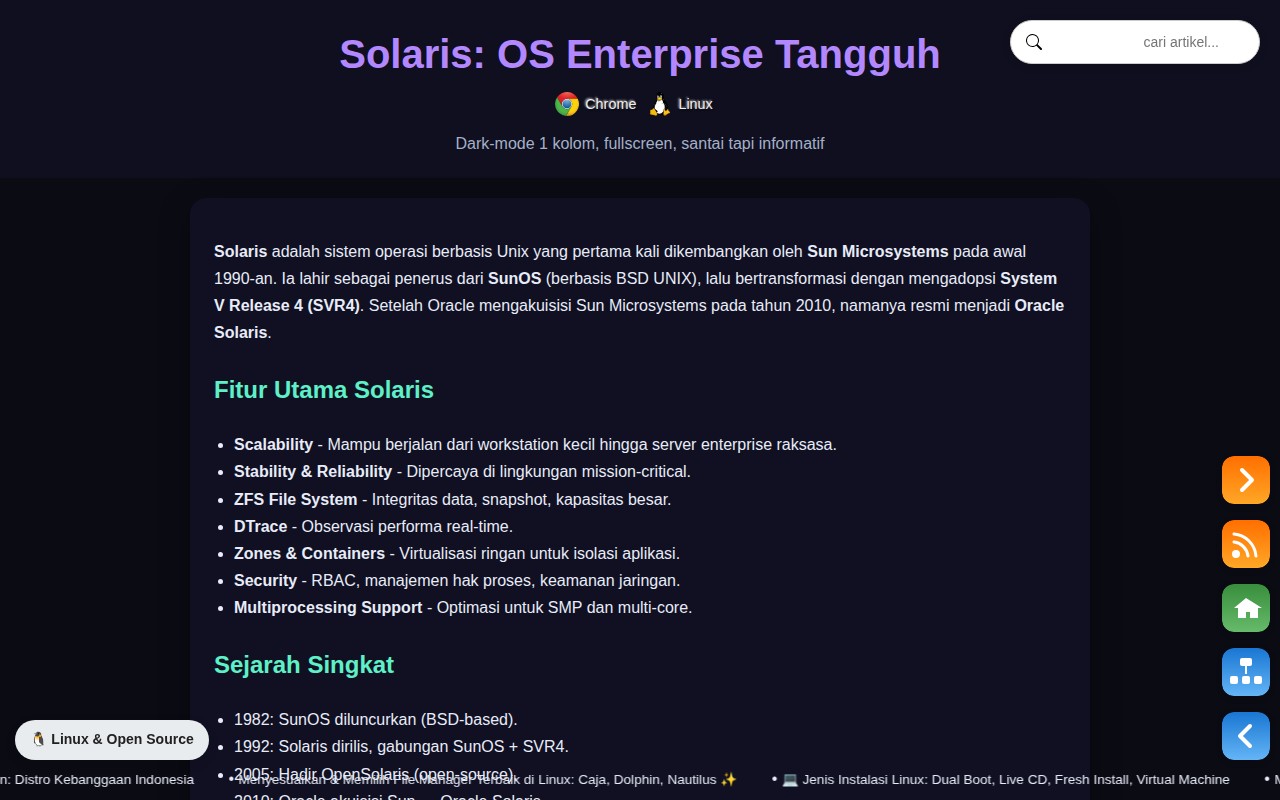 Solaris: OS Enterprise Tangguh
cari artikel...
Chrome Linux
Dark-mode 1 kolom, fullscreen, santai tapi informatif
Solaris adalah sistem operasi berbasis Unix yang pertama kali dikembangkan oleh Sun Microsystems pada awal
1990-an. Ia lahir sebagai penerus dari SunOS (berbasis BSD UNIX), lalu bertransformasi dengan mengadopsi System
V Release 4 (SVR4). Setelah Oracle mengakuisisi Sun Microsystems pada tahun 2010, namanya resmi menjadi Oracle
Solaris.
Fitur Utama Solaris
• Scalability - Mampu berjalan dari workstation kecil hingga server enterprise raksasa.
• Stability & Reliability - Dipercaya di lingkungan mission-critical.
• ZFS File System - Integritas data, snapshot, kapasitas besar.
• DTrace - Observasi performa real-time.
• Zones & Containers - Virtualisasi ringan untuk isolasi aplikasi.
• Security - RBAC, manajemen hak proses, keamanan jaringan.
• Multiprocessing Support - Optimasi untuk SMP dan multi-core.
Sejarah Singkat
• 1982: SunOS diluncurkan (BSD-based).
• 1992: Solaris dirilis, gabungan SunOS + SVR4.
• 2005: Hadir OpenSolaris (open-source).
2010: Oracle akuisisi Sun → Oracle Solaris.
🐧 Linux & Open Source
n: Distro Kebanggaan Indonesia • Menyesuaikan & Memilih File Manager Terbaik di Linux: Caja, Dolphin, Nautilus ✨ • 💻 Jenis Instalasi Linux: Dual Boot, Live CD, Fresh Install, Virtual Machine •